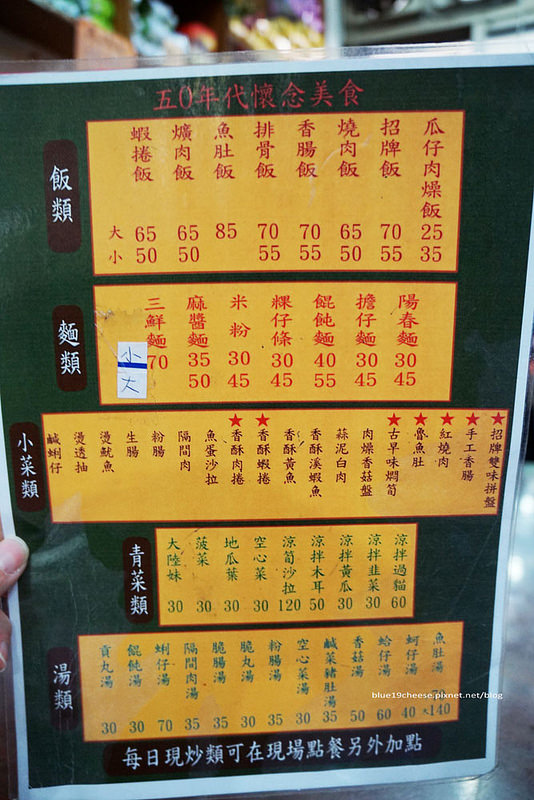 五0年代懷念美食
飯類
瓜仔肉燥飯 25 35
招牌飯 70 55
燒肉飯 65 50
香腸飯 70 55
排骨飯 70 55
魚肚飯 85
爌肉飯 65 50
蝦捲飯 65 50
大
小
麵類
陽春麵 30 45
擔仔麵 30 45
餛飩麵 40 55
粿仔條 30 45
米粉 30 45
麻醬麵 35 50
三鮮麵 70
小
大
小菜類
★招牌雙味拼盤
★手工香腸
★紅燒肉
★魯魚肚
★古早味燜筍
肉燥香菇盤
蒜泥白肉
香酥溪蝦魚
香酥黃魚
★香酥蝦捲
★香酥肉捲
魚蛋沙拉
隔間肉
粉腸
生腸
燙魷魚
燙透抽
鹹蜊仔
青菜類
涼拌過貓 60
涼拌韭菜 30
涼拌黃瓜 30
涼拌木耳 50
涼筍沙拉 120
空心菜 30
地瓜葉 30
菠菜 30
大陸妹 30
湯類
魚肚湯 大140
蚵仔湯 40
蛤仔湯 60
香菇湯 50
鹹菜豬肚湯 35
空心菜湯 30
粉腸湯 35
脆丸湯 30
脆腸湯 35
隔間肉湯 35
蜊仔湯 70
餛飩湯 30
貢丸湯 30
每日現炒類可在現場點餐另外加點
blue19cheese.pixnet.net/blog